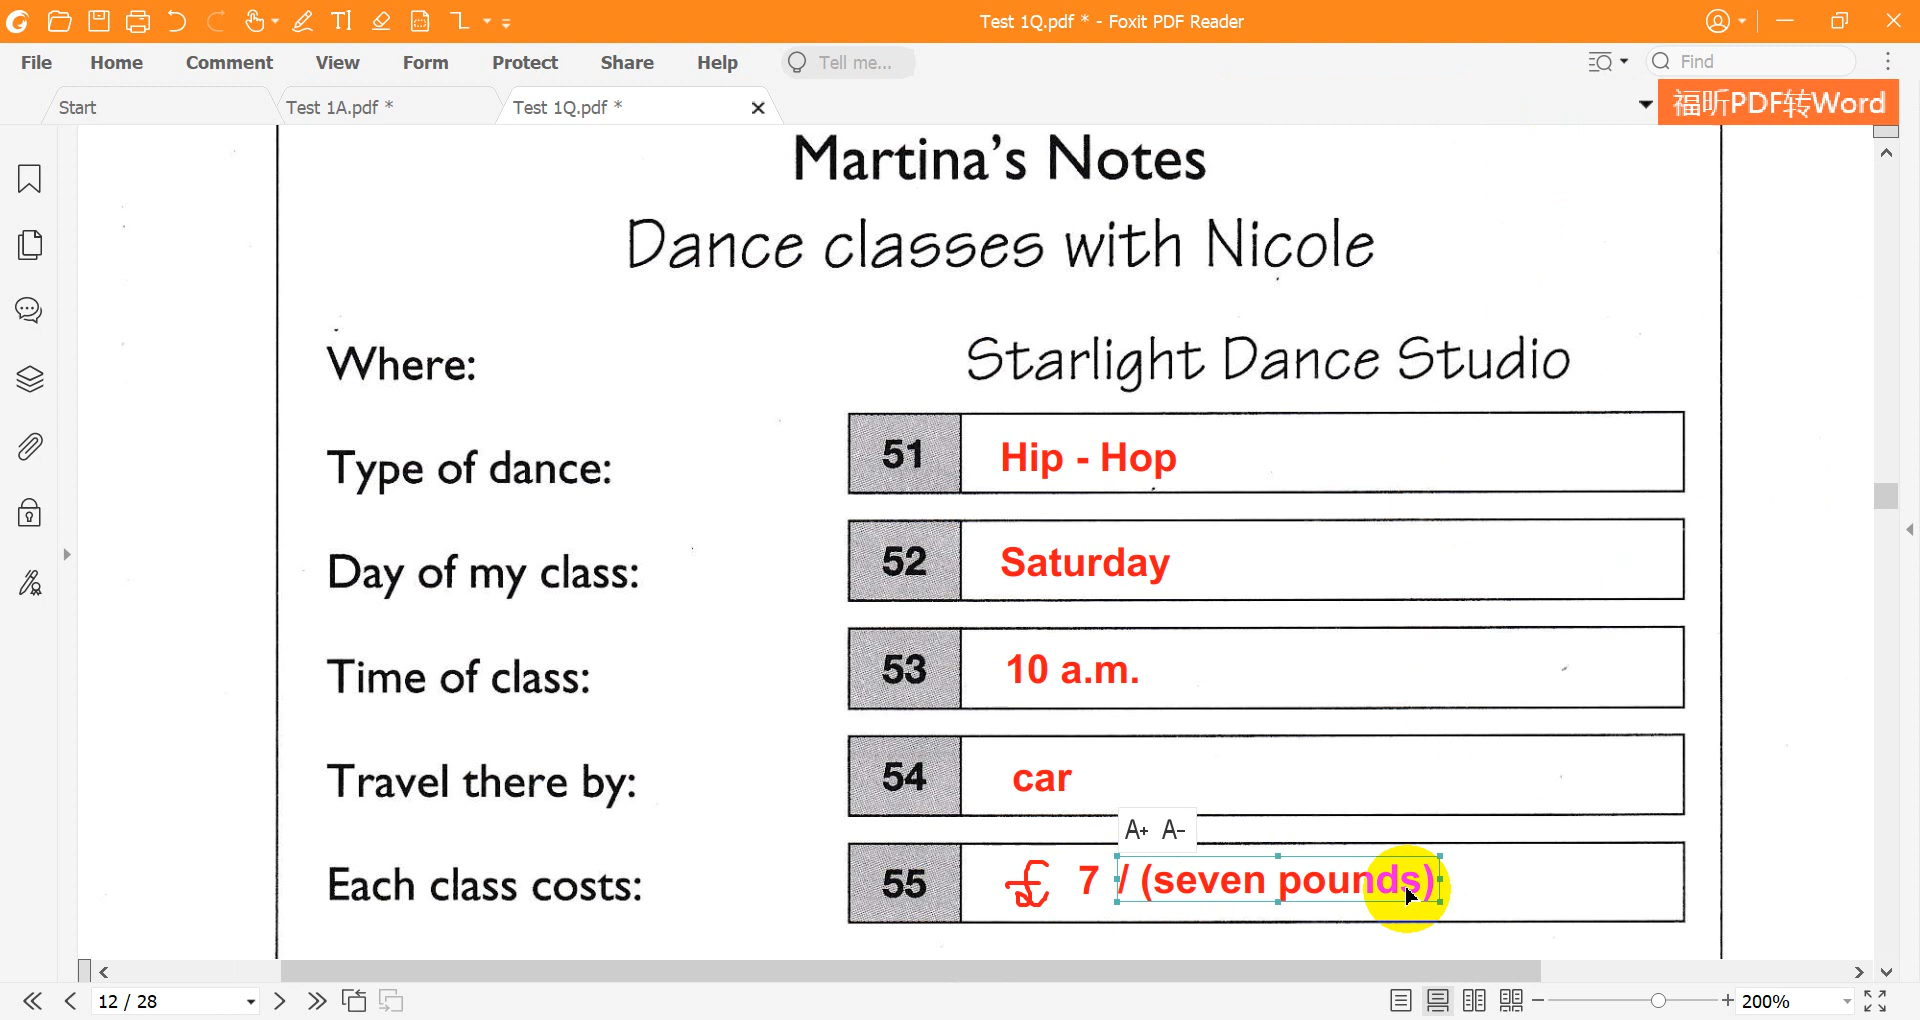 Test 1Q.pdf * - Foxit PDF Reader
File Home Comment View Form Protect Share Help Tell me... Find
Start Test 1A.pdf * Test 1Q.pdf * 福昕PDF转Word
Martina's Notes
Dance classes with Nicole
Where: Starlight Dance Studio
Type of dance: 51 Hip - Hop
Day of my class: 52 Saturday
Time of class: 53 10 a.m.
Travel there by: 54 car
A+ A-
Each class costs: 55 £ 7 / (seven pounds)
12 / 28 200%